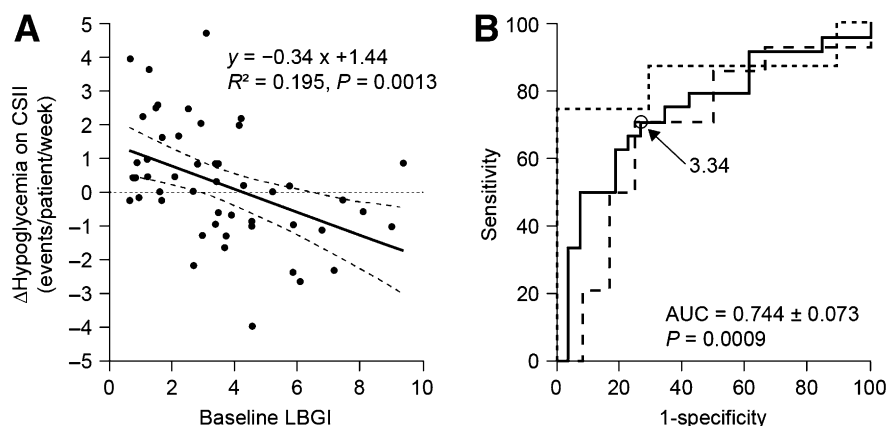 A
y = −0.34 x +1.44
R² = 0.195, P = 0.0013
ΔHypoglycemia on CSII
(events/patient/week)
5
4
3
2
1
0
−1
−2
−3
−4
−5
0 2 4 6 8 10
Baseline LBGI
B
Sensitivity
100
80
60
40
20
0
3.34
AUC = 0.744 ± 0.073
P = 0.0009
0 20 40 60 80 100
1-specificity